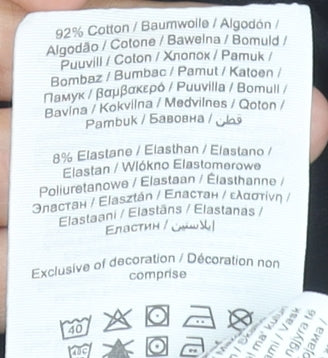 92% Cotton / Baumwolle / Algodón /
Algodão / Cotone / Bawełna / Bomuld /
Puuvill / Coton / Хлопок / Pamuk /
Bombaz / Bumbac / Pamut / Katoen /
Памук / βαμβακερό / Puuvilla / Bomull /
Bavlna / Kokvilna / Medvilnes / Qoton /
Pambuk / Бавовна / قطن
8% Elastane / Elasthan / Elastano /
Elastan / Włókno Elastomerowe
Poliuretanowe / Elastaan / Élasthanne /
Эластан / Elasztán / Еластан / ελαστίνη /
Elastaani / Elastāns / Elastanas /
Еластин / إيلاستين
Exclusive of decoration / Décoration non
comprise
40